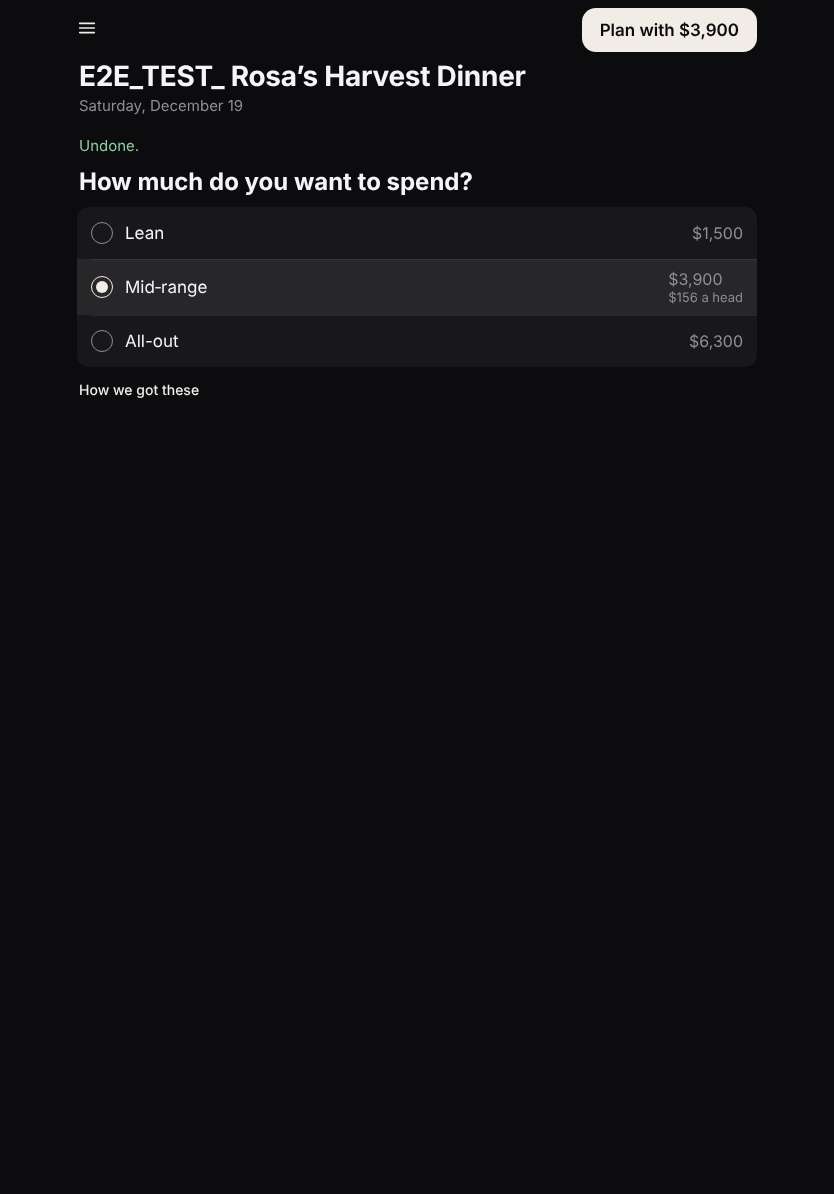 Plan with $3,900
E2E_TEST_ Rosa’s Harvest Dinner
Saturday, December 19
Undone.
How much do you want to spend?
Lean $1,500
Mid-range $3,900
$156 a head
All-out $6,300
How we got these